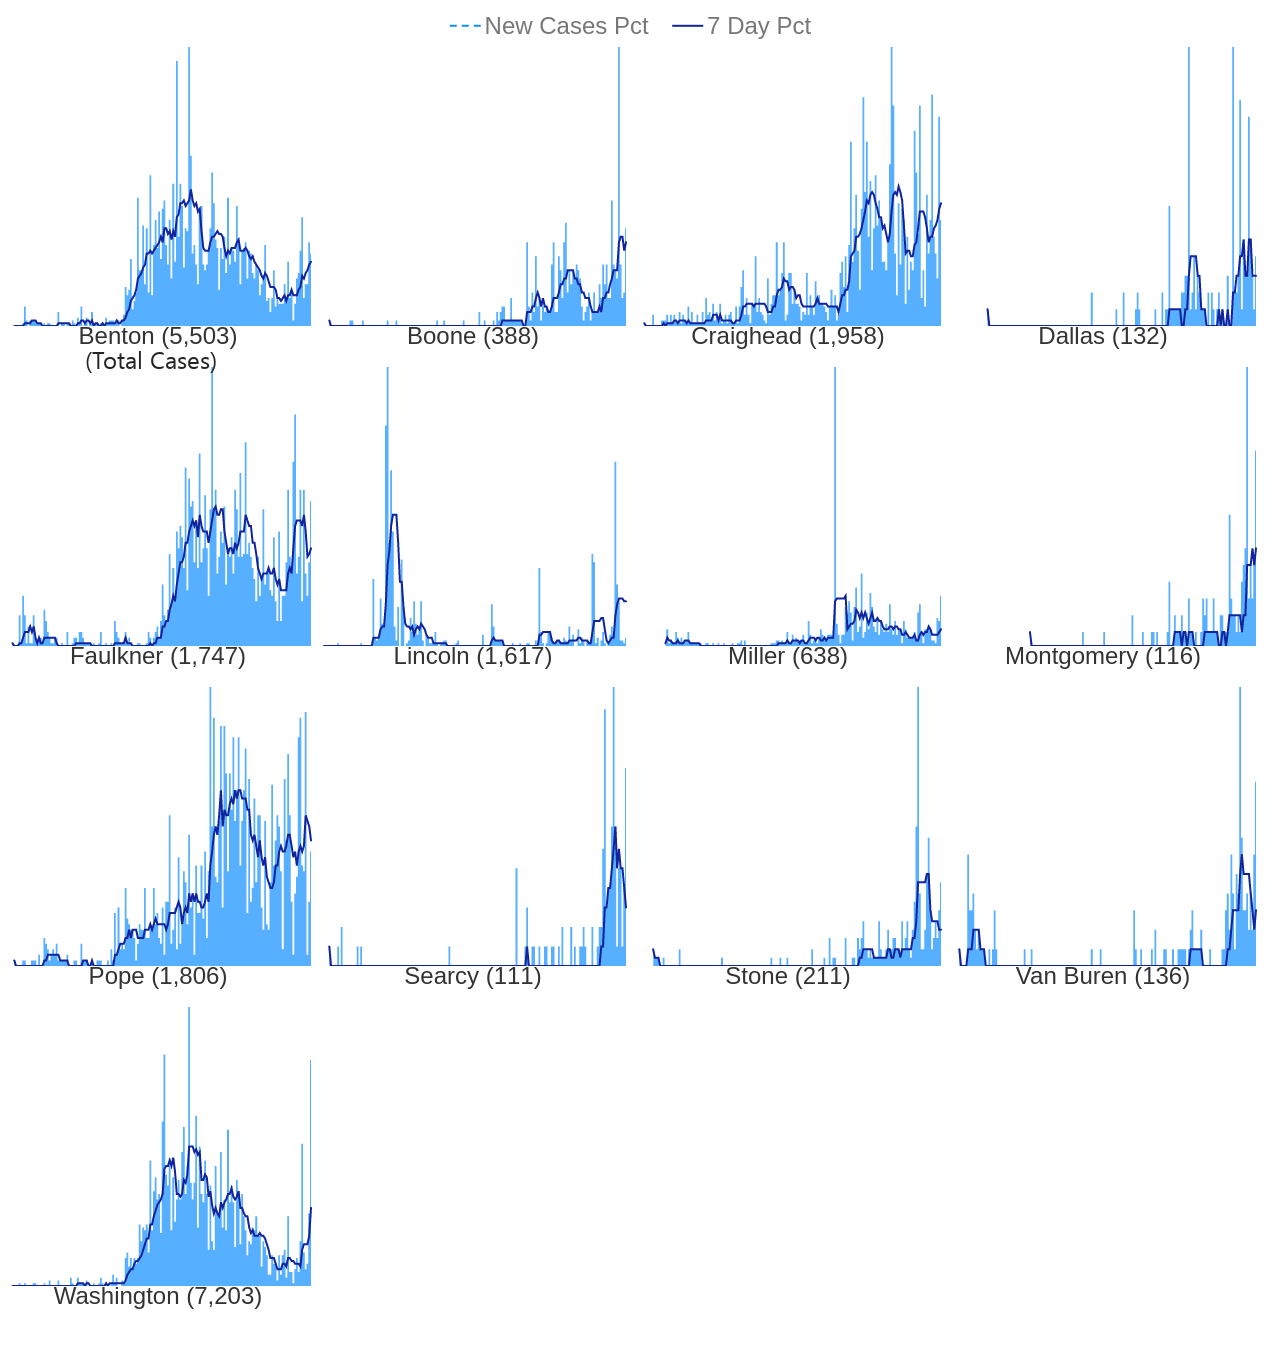 New Cases Pct 7 Day Pct
Benton (5,503) Boone (388) Craighead (1,958) Dallas (132)
(Total Cases)
Faulkner (1,747) Lincoln (1,617) Miller (638) Montgomery (116)
Pope (1,806) Searcy (111) Stone (211) Van Buren (136)
Washington (7,203)